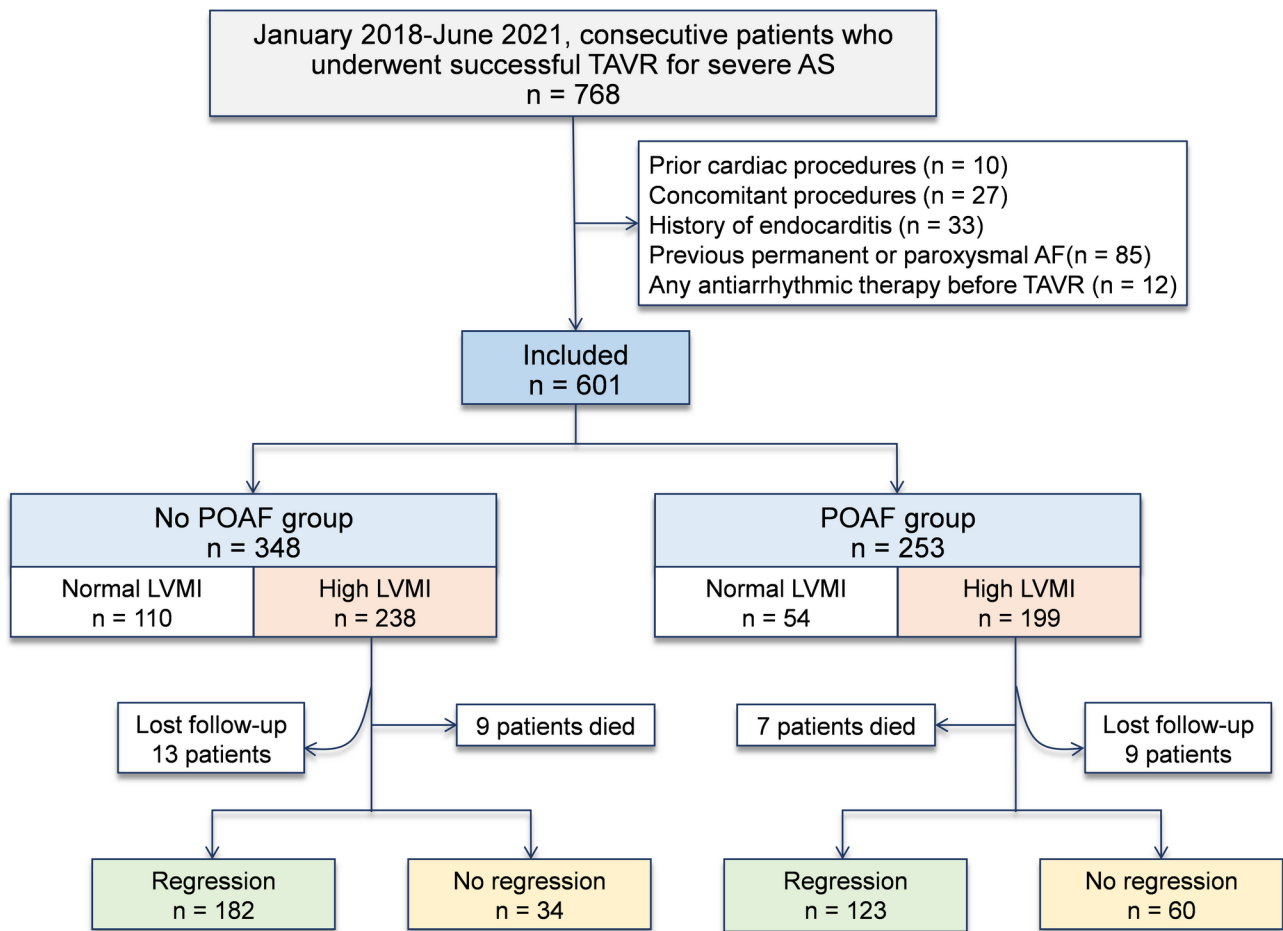 January 2018-June 2021, consecutive patients who
underwent successful TAVR for severe AS
n = 768
Prior cardiac procedures (n = 10)
Concomitant procedures (n = 27)
History of endocarditis (n = 33)
Previous permanent or paroxysmal AF(n = 85)
Any antiarrhythmic therapy before TAVR (n = 12)
Included
n = 601
No POAF group
n = 348
Normal LVMI
n = 110
High LVMI
n = 238
POAF group
n = 253
Normal LVMI
n = 54
High LVMI
n = 199
Lost follow-up
13 patients
9 patients died
7 patients died
Lost follow-up
9 patients
Regression
n = 182
No regression
n = 34
Regression
n = 123
No regression
n = 60